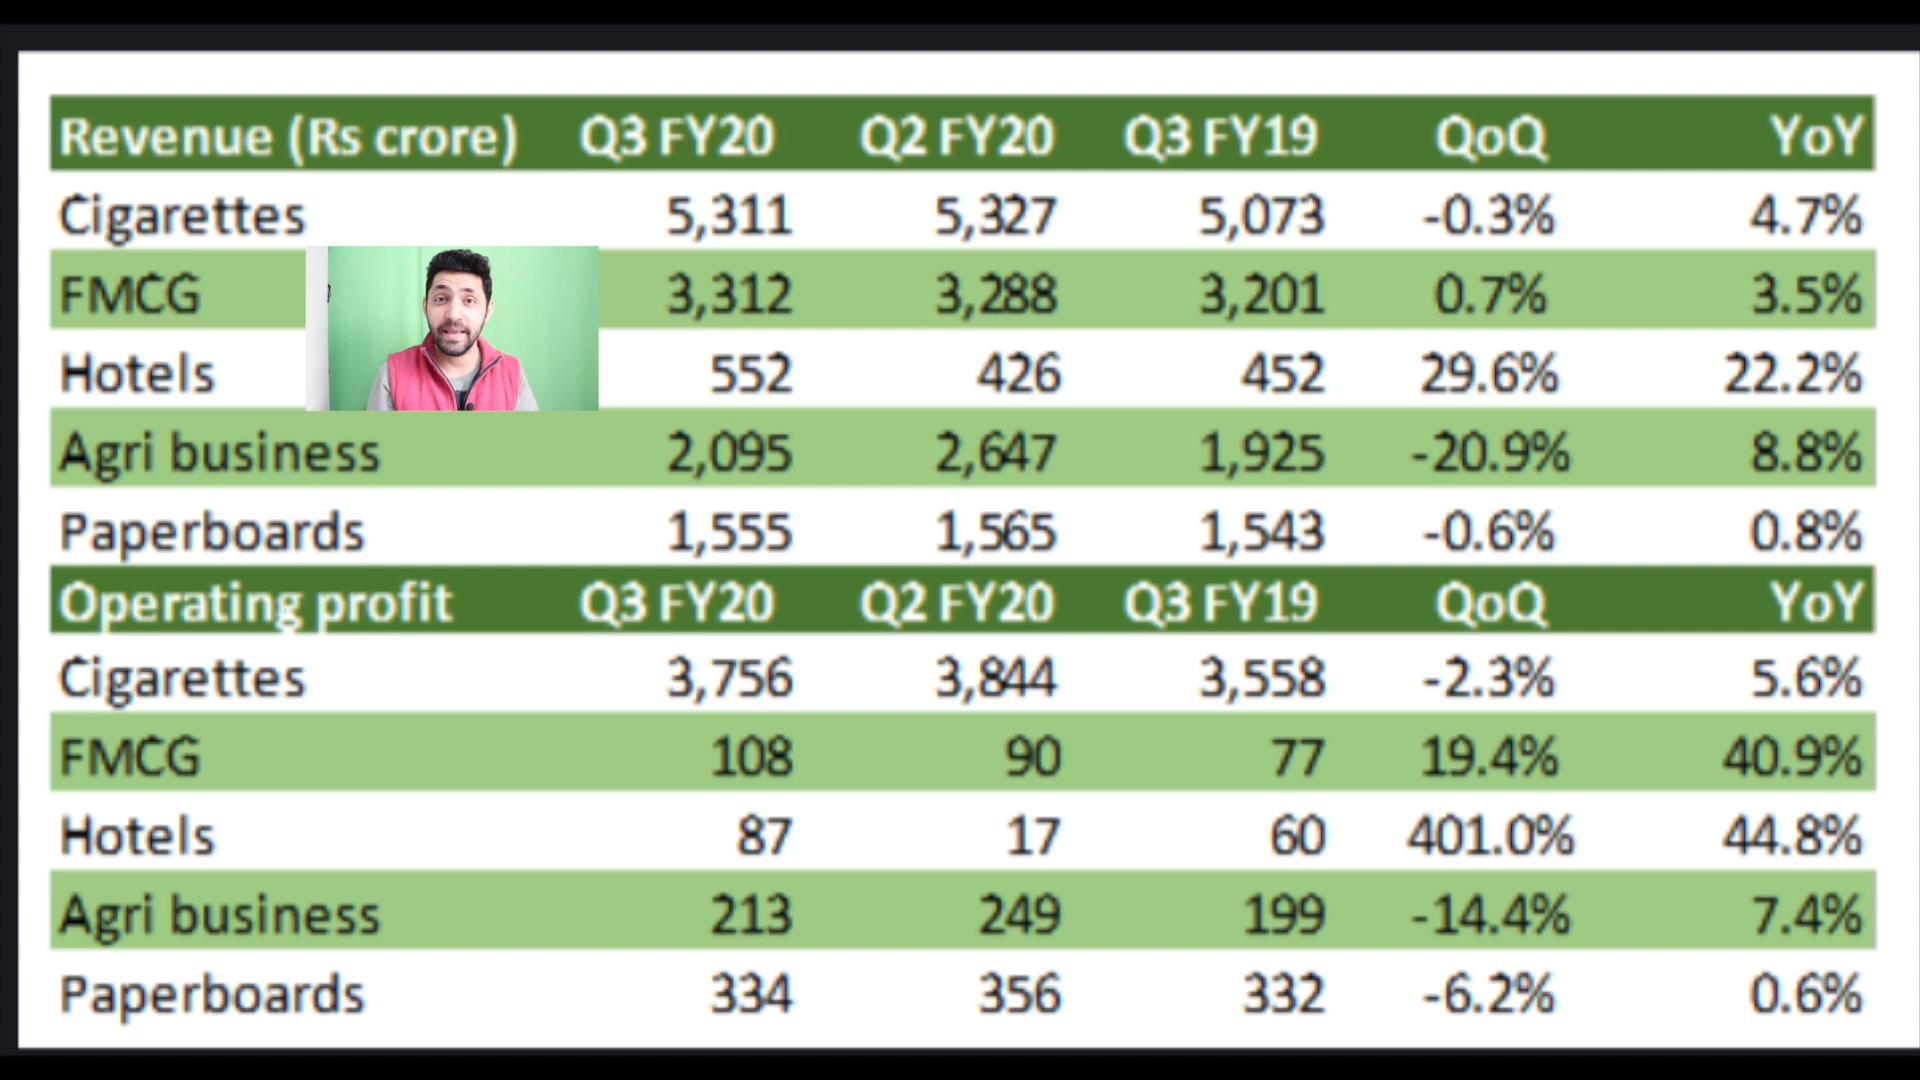 Revenue (Rs crore) Q3 FY20 Q2 FY20 Q3 FY19 QoQ YoY
Cigarettes 5,311 5,327 5,073 -0.3% 4.7%
FMCG 3,312 3,288 3,201 0.7% 3.5%
Hotels 552 426 452 29.6% 22.2%
Agri business 2,095 2,647 1,925 -20.9% 8.8%
Paperboards 1,555 1,565 1,543 -0.6% 0.8%
Operating profit Q3 FY20 Q2 FY20 Q3 FY19 QoQ YoY
Cigarettes 3,756 3,844 3,558 -2.3% 5.6%
FMCG 108 90 77 19.4% 40.9%
Hotels 87 17 60 401.0% 44.8%
Agri business 213 249 199 -14.4% 7.4%
Paperboards 334 356 332 -6.2% 0.6%